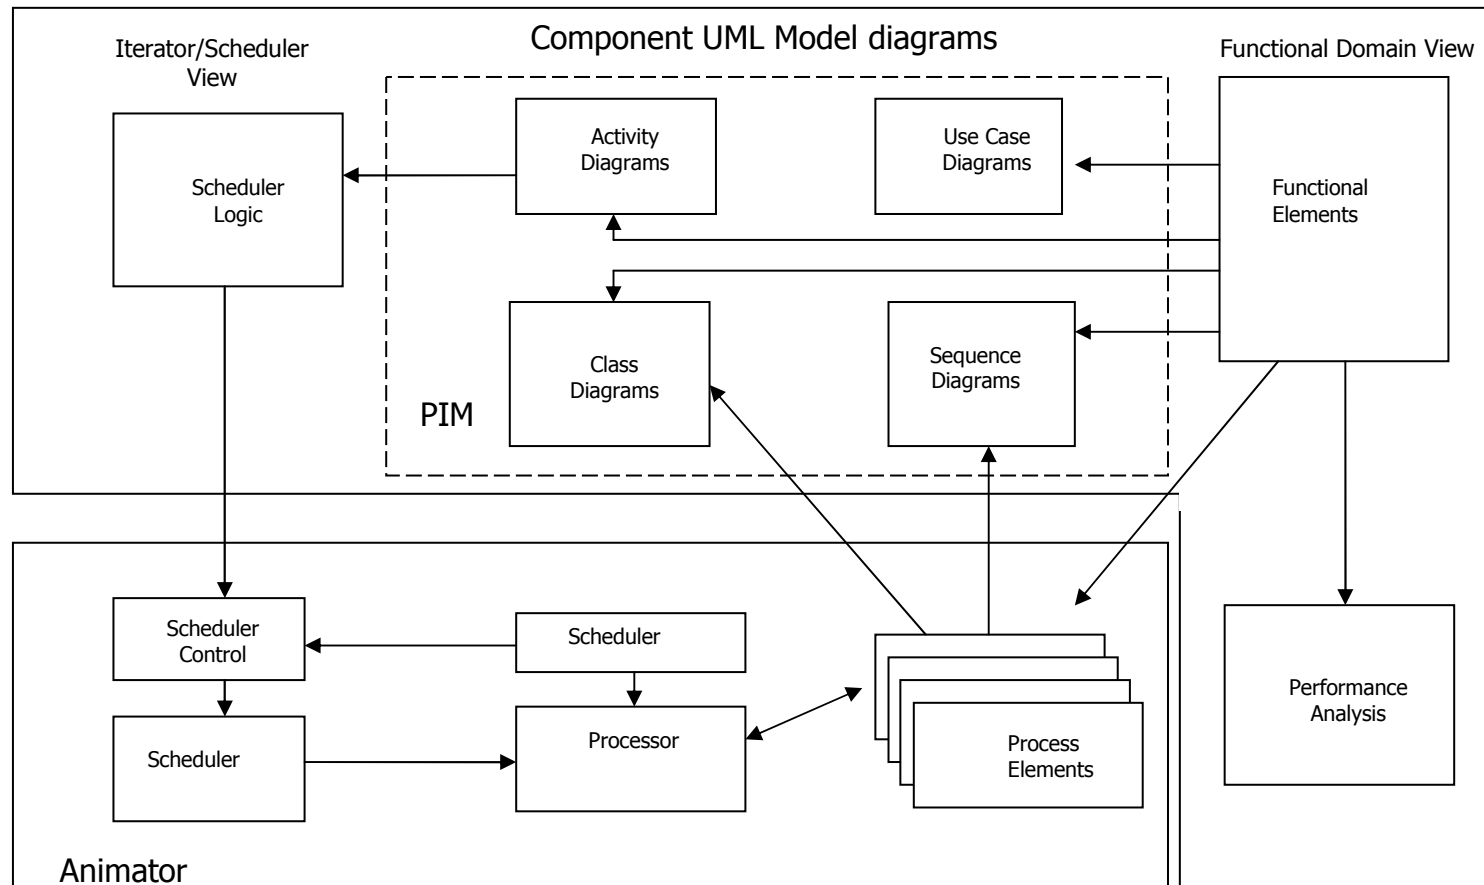 Component UML Model diagrams
Iterator/Scheduler
View
Functional Domain View
Activity
Diagrams
Use Case
Diagrams
Scheduler
Logic
Functional
Elements
Class
Diagrams
Sequence
Diagrams
PIM
Scheduler
Control
Scheduler
Scheduler
Processor
Process
Elements
Performance
Analysis
Animator